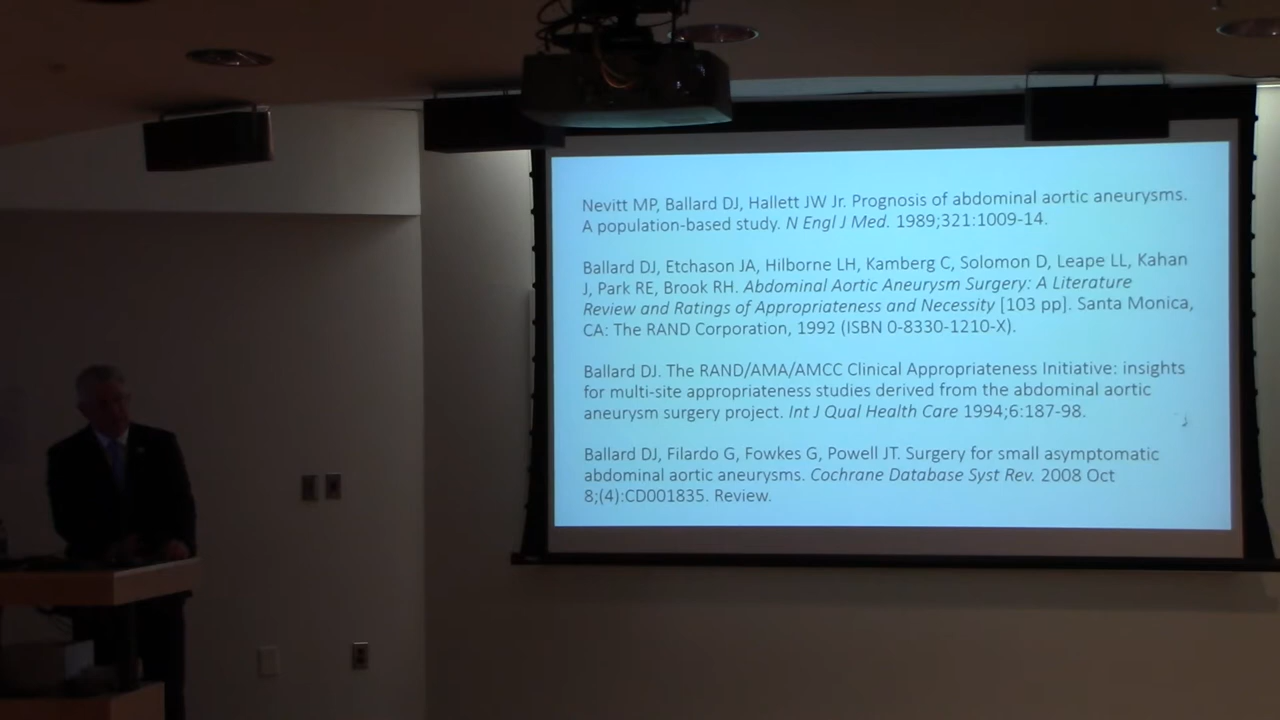 Nevitt MP, Ballard DJ, Hallett JW Jr. Prognosis of abdominal aortic aneurysms.
A population-based study. N Engl J Med. 1989;321:1009-14.
Ballard DJ, Etchason JA, Hilborne LH, Kamberg C, Solomon D, Leape LL, Kahan
J, Park RE, Brook RH. Abdominal Aortic Aneurysm Surgery: A Literature
Review and Ratings of Appropriateness and Necessity [103 pp]. Santa Monica,
CA: The RAND Corporation, 1992 (ISBN 0-8330-1210-X).
Ballard DJ. The RAND/AMA/AMCC Clinical Appropriateness Initiative: insights
for multi-site appropriateness studies derived from the abdominal aortic
aneurysm surgery project. Int J Qual Health Care 1994;6:187-98.
Ballard DJ, Filardo G, Fowkes G, Powell JT. Surgery for small asymptomatic
abdominal aortic aneurysms. Cochrane Database Syst Rev. 2008 Oct
8;(4):CD001835. Review.